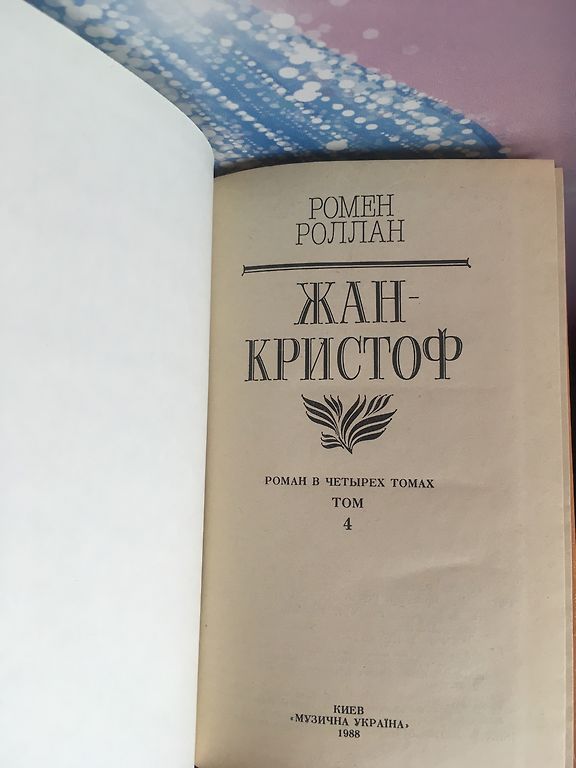 РОМЕН
РОЛЛАН
ЖАН-
КРИСТОФ
РОМАН В ЧЕТЫРЕХ ТОМАХ
ТОМ
4
КИЕВ
«МУЗИЧНА УКРАЇНА»
1988